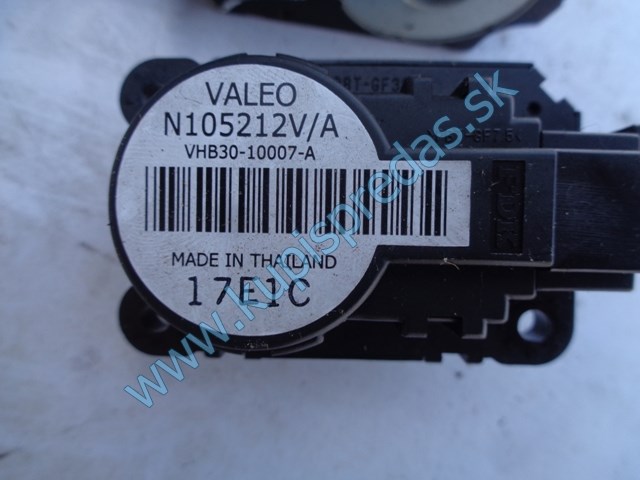 VALEO
N105212V/A
VHB30-10007-A
MADE IN THAILAND
17E1C
www.kupispredas.sk